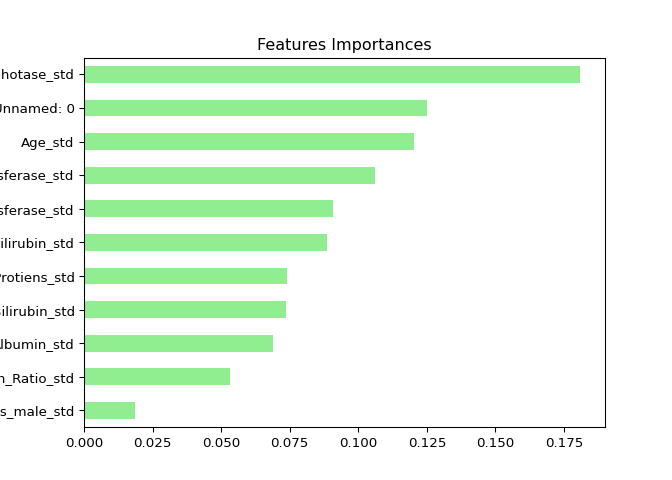 Features Importances
hotase_std
Unnamed: 0
Age_std
sferase_std
sferase_std
ilirubin_std
Protiens_std
ilirubin_std
lbumin_std
n_Ratio_std
s_male_std
0.000 0.025 0.050 0.075 0.100 0.125 0.150 0.175